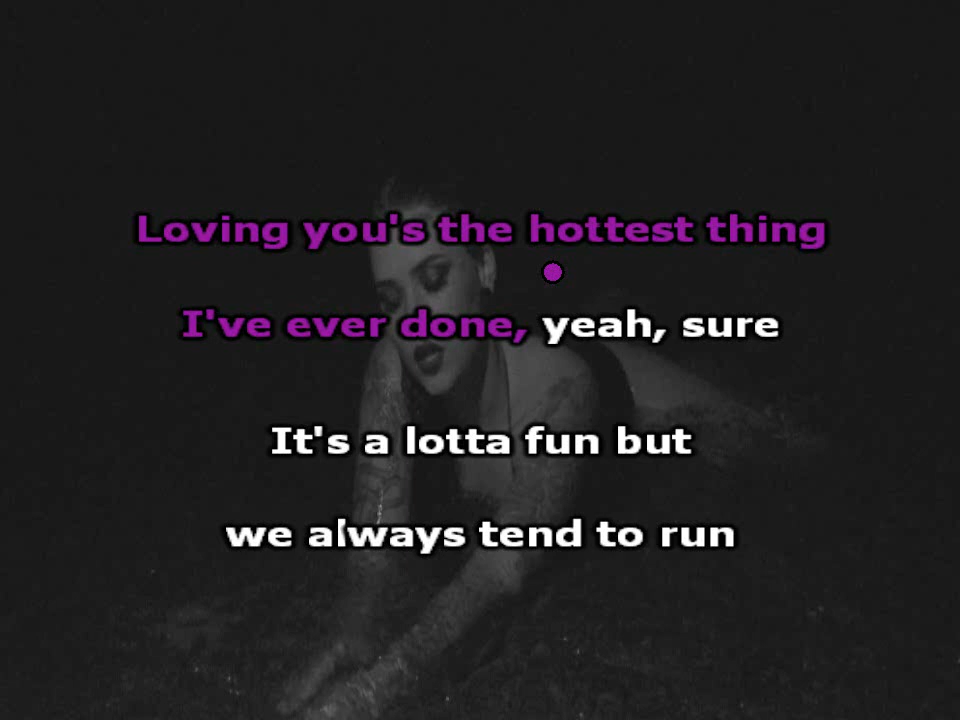 Loving you's the hottest thing
I've ever done, yeah, sure
It's a lotta fun but
we always tend to run